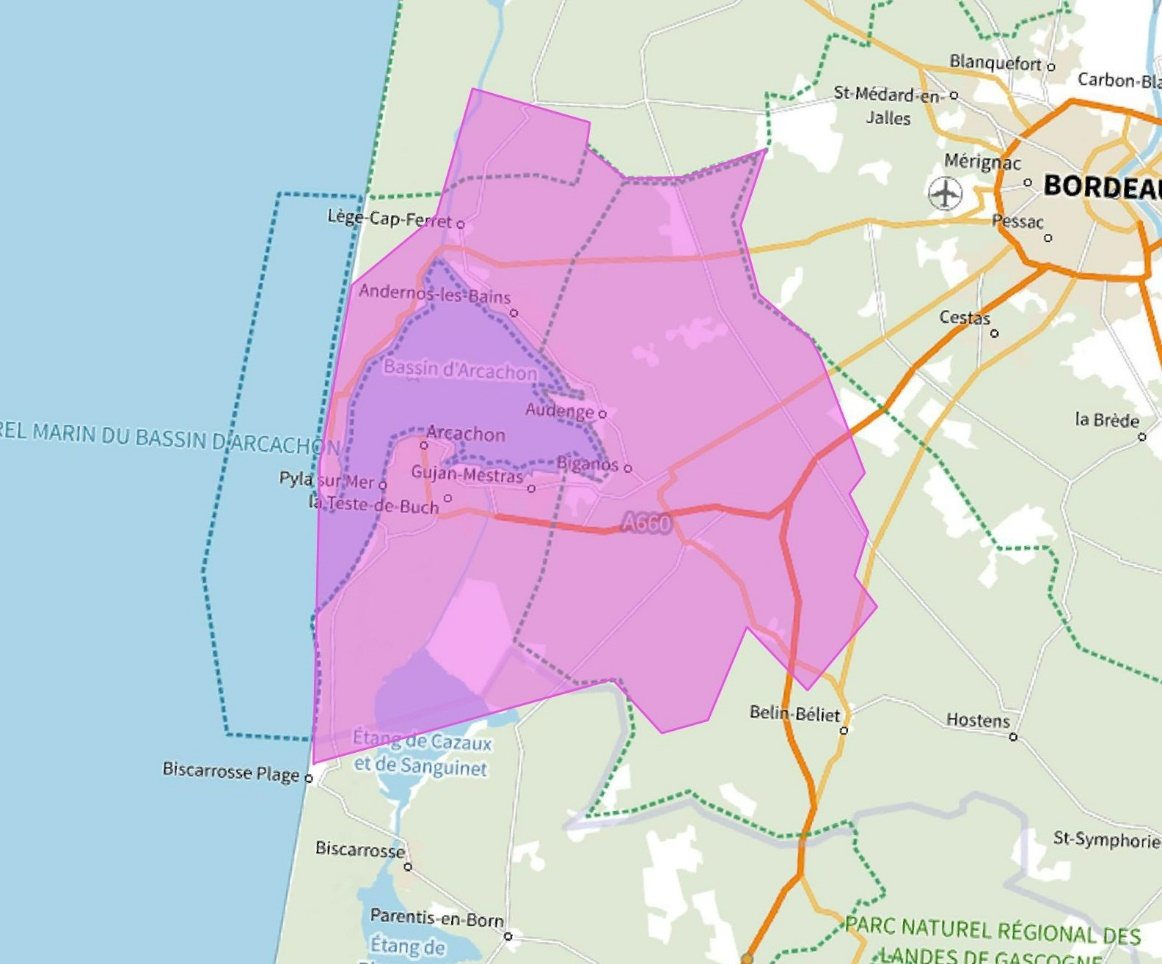 Blanquefort
Carbon-Bla
St-Médard-en-
Jalles
Mérignac
BORDEAU
Lège-Cap-Ferret
Pessac
Andernos-les-Bains
Cestas
Bassin d'Arcachon
Audenge
la Brède
REL MARIN DU BASSIN D'ARCACHON
Arcachon
Biganos
Pyla sur Mer
Gujan-Mestras
la Teste-de-Buch
A660
Belin-Béliet
Hostens
Étang de Cazaux
et de Sanguinet
Biscarrosse Plage
St-Symphorie
Biscarrosse
Parentis-en-Born
PARC NATUREL RÉGIONAL DES
LANDES DE GASCOGNE
Étang de